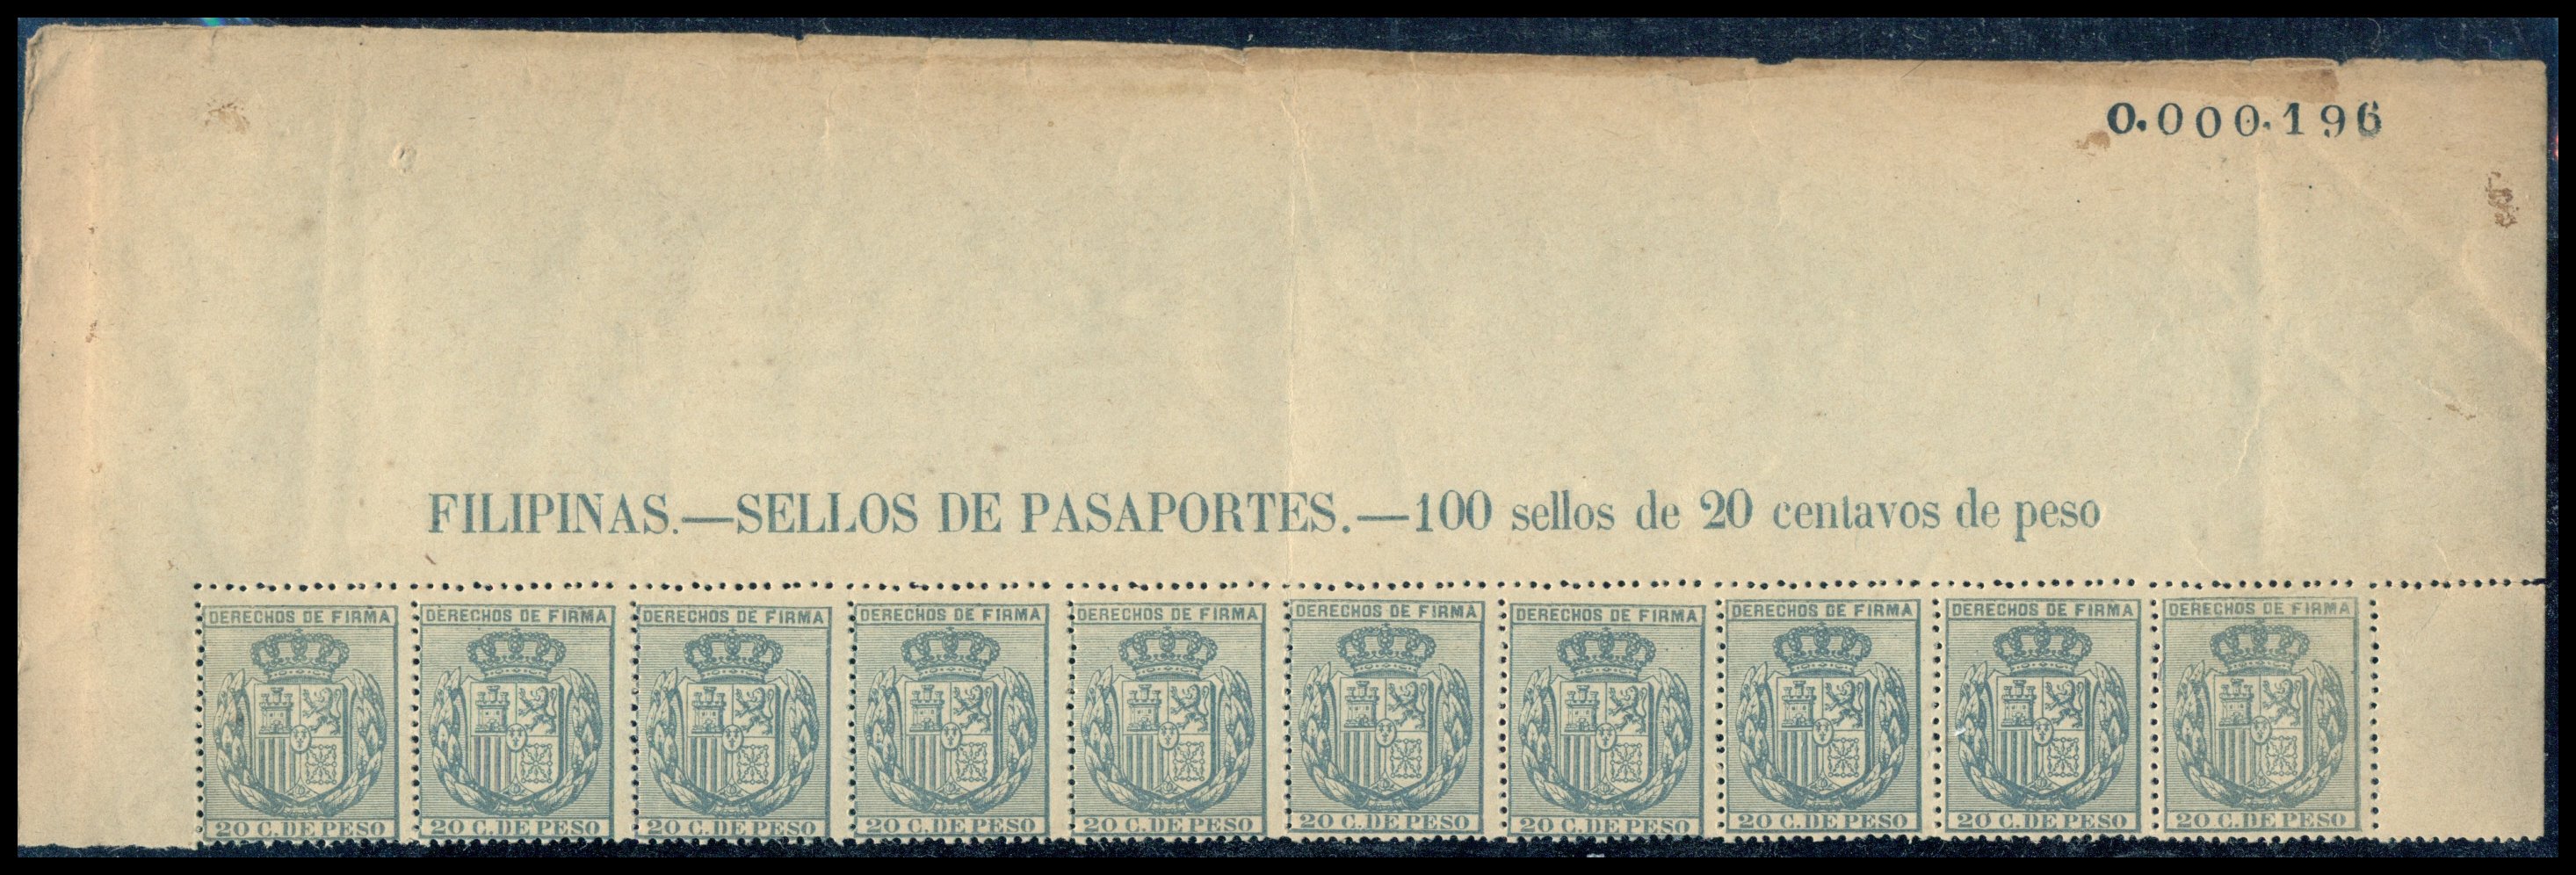 0.000.196
FILIPINAS.—SELLOS DE PASAPORTES.—100 sellos de 20 centavos de peso
DERECHOS DE FIRMA DERECHOS DE FIRMA DERECHOS DE FIRMA DERECHOS DE FIRMA DERECHOS DE FIRMA DERECHOS DE FIRMA DERECHOS DE FIRMA DERECHOS DE FIRMA DERECHOS DE FIRMA DERECHOS DE FIRMA
20 C. DE PESO 20 C. DE PESO 20 C. DE PESO 20 C. DE PESO 20 C. DE PESO 20 C. DE PESO 20 C. DE PESO 20 C. DE PESO 20 C. DE PESO 20 C. DE PESO